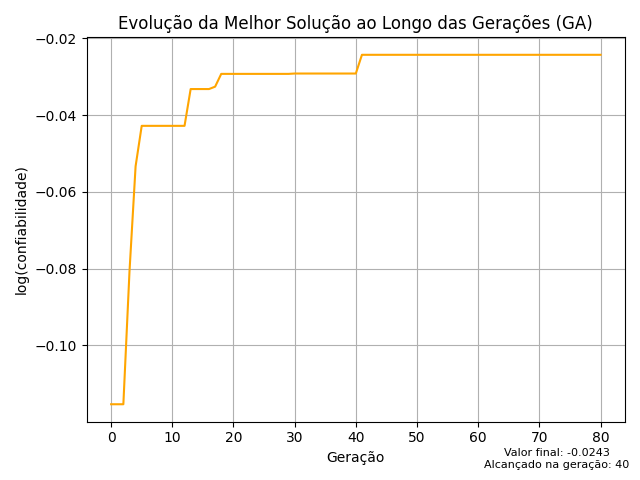 Evolução da Melhor Solução ao Longo das Gerações (GA)
log(confiabilidade)
−0.02
−0.04
−0.06
−0.08
−0.10
0 10 20 30 40 50 60 70 80
Geração
Valor final: -0.0243
Alcançado na geração: 40